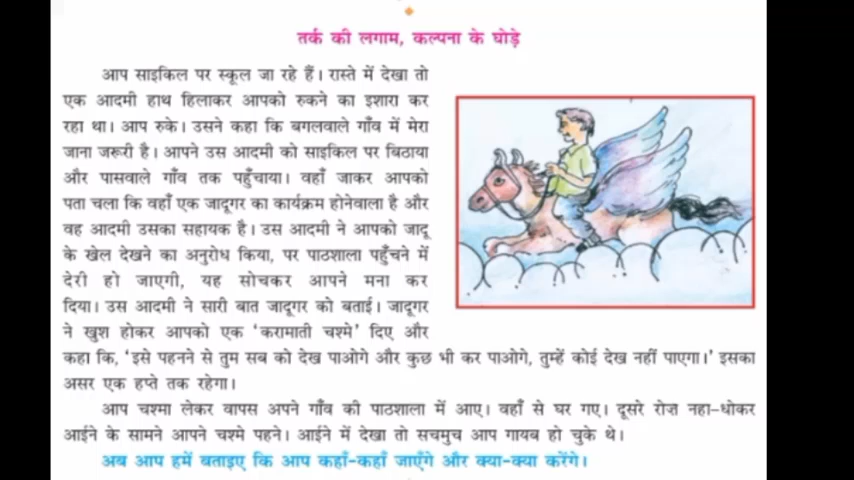 तर्क की लगाम, कल्पना के घोड़े
आप साइकिल पर स्कूल जा रहे हैं। रास्ते में देखा तो
एक आदमी हाथ हिलाकर आपको रुकने का इशारा कर
रहा था। आप रुके। उसने कहा कि बगलवाले गाँव में मेरा
जाना जरूरी है। आपने उस आदमी को साइकिल पर बिठाया
और पासवाले गाँव तक पहुँचाया। वहाँ जाकर आपको
पता चला कि वहाँ एक जादूगर का कार्यक्रम होनेवाला है और
वह आदमी उसका सहायक है। उस आदमी ने आपको जादू
के खेल देखने का अनुरोध किया, पर पाठशाला पहुँचने में
देरी हो जाएगी, यह सोचकर आपने मना कर
दिया। उस आदमी ने सारी बात जादूगर को बताई। जादूगर
ने खुश होकर आपको एक ‘करामाती चश्मे’ दिए और
कहा कि, ‘इसे पहनने से तुम सब को देख पाओगे और कुछ भी कर पाओगे, तुम्हें कोई देख नहीं पाएगा।’ इसका
असर एक हप्ते तक रहेगा।
आप चश्मा लेकर वापस अपने गाँव की पाठशाला में आए। वहाँ से घर गए। दूसरे रोज़ नहा-धोकर
आईने के सामने आपने चश्मे पहने। आईने में देखा तो सचमुच आप गायब हो चुके थे।
अब आप हमें बताइए कि आप कहाँ-कहाँ जाएँगे और क्या-क्या करेंगे।